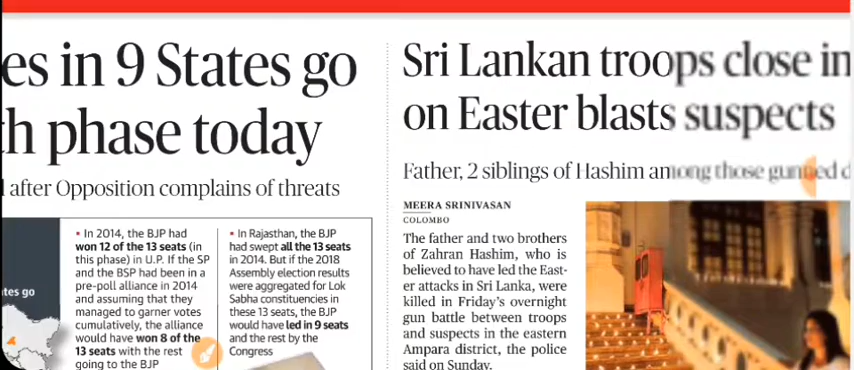 es in 9 States go
th phase today
after Opposition complains of threats
• In 2014, the BJP had
won 12 of the 13 seats (in
this phase) in U.P. If the SP
and the BSP had been in a
pre-poll alliance in 2014
and assuming that they
managed to garner votes
cumulatively, the alliance
would have won 8 of the
13 seats with the rest
going to the BJP
tes go
• In Rajasthan, the BJP
had swept all the 13 seats
in 2014. But if the 2018
Assembly election results
were aggregated for Lok
Sabha constituencies in
these 13 seats, the BJP
would have led in 9 seats
and the rest by the
Congress
Sri Lankan troops close in
on Easter blasts suspects
Father, 2 siblings of Hashim among those gunned d
MEERA SRINIVASAN
COLOMBO
The father and two brothers
of Zahran Hashim, who is
believed to have led the East-
er attacks in Sri Lanka, were
killed in Friday's overnight
gun battle between troops
and suspects in the eastern
Ampara district, the police
said on Sunday.